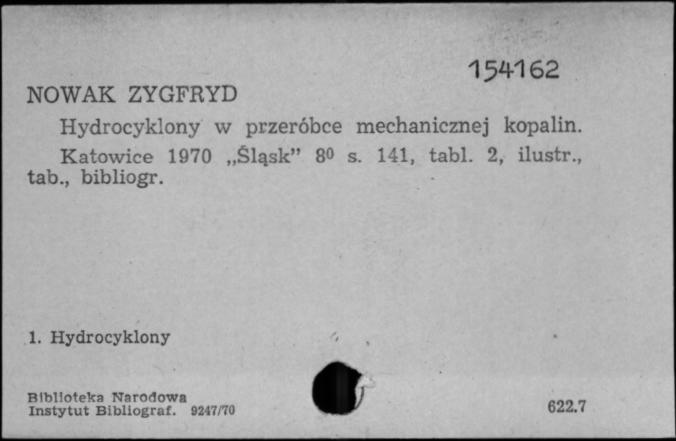 154162
NOWAK ZYGFRYD
Hydrocyklony w przeróbce mechanicznej kopalin.
Katowice 1970 „Śląsk” 8⁰ s. 141, tabl. 2, ilustr.,
tab., bibliogr.
1. Hydrocyklony
Biblioteka Narodowa
Instytut Bibliograf. 9247/70
622.7